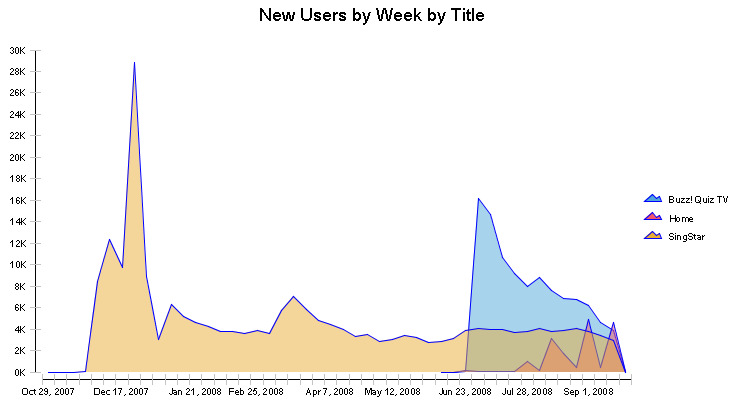 New Users by Week by Title
30K
28K
26K
24K
22K
20K
18K
16K
14K
12K
10K
8K
6K
4K
2K
0K
Oct 29, 2007 Dec 17, 2007 Jan 21, 2008 Feb 25, 2008 Apr 7, 2008 May 12, 2008 Jun 23, 2008 Jul 28, 2008 Sep 1, 2008
Buzz! Quiz TV
Home
SingStar